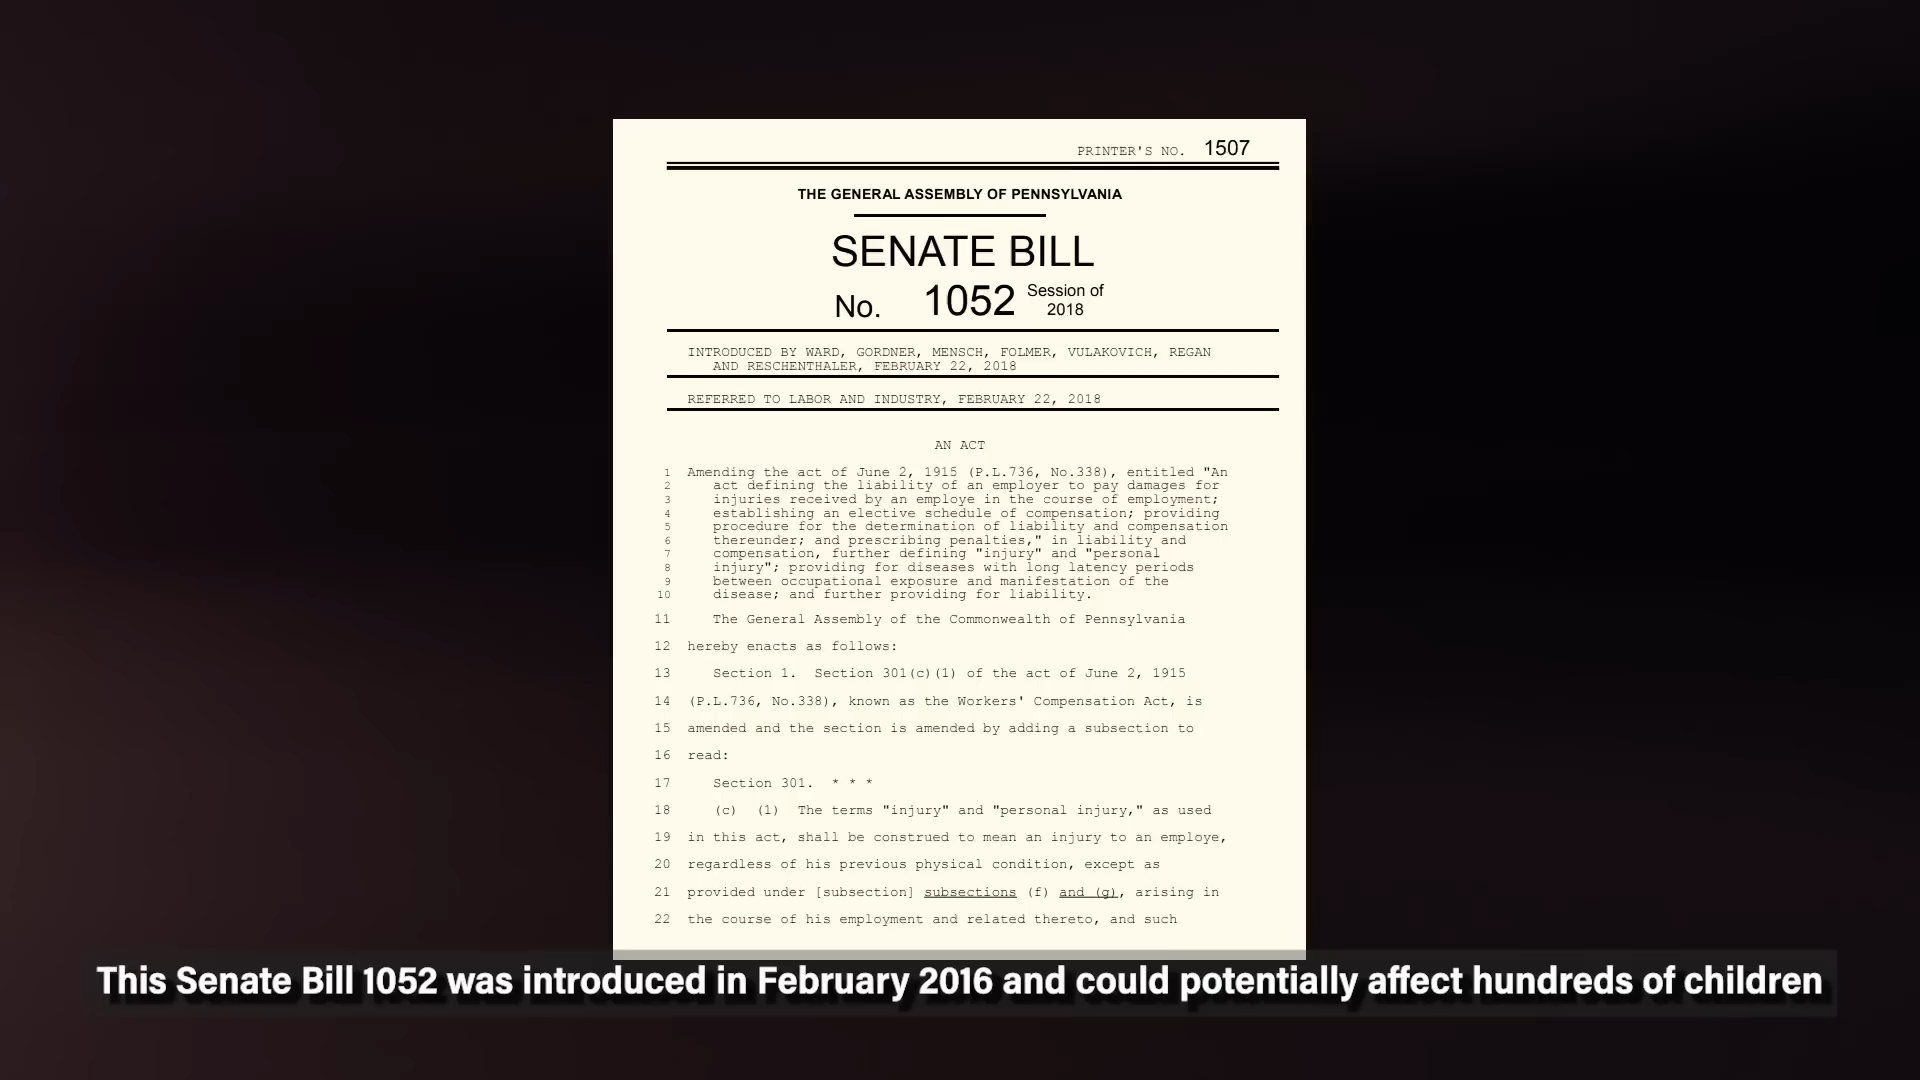 PRINTER'S NO. 1507
THE GENERAL ASSEMBLY OF PENNSYLVANIA
SENATE BILL
No. 1052 Session of
2018
INTRODUCED BY WARD, GORDNER, MENSCH, FOLMER, VULAKOVICH, REGAN
AND RESCHENTHALER, FEBRUARY 22, 2018
REFERRED TO LABOR AND INDUSTRY, FEBRUARY 22, 2018
AN ACT
1 Amending the act of June 2, 1915 (P.L.736, No.338), entitled "An
2 act defining the liability of an employer to pay damages for
3 injuries received by an employe in the course of employment;
4 establishing an elective schedule of compensation; providing
5 procedure for the determination of liability and compensation
6 thereunder; and prescribing penalties," in liability and
7 compensation, further defining "injury" and "personal
8 injury"; providing for diseases with long latency periods
9 between occupational exposure and manifestation of the
10 disease; and further providing for liability.
11 The General Assembly of the Commonwealth of Pennsylvania
12 hereby enacts as follows:
13 Section 1. Section 301(c)(1) of the act of June 2, 1915
14 (P.L.736, No.338), known as the Workers' Compensation Act, is
15 amended and the section is amended by adding a subsection to
16 read:
17 Section 301. * * *
18 (c) (1) The terms "injury" and "personal injury," as used
19 in this act, shall be construed to mean an injury to an employe,
20 regardless of his previous physical condition, except as
21 provided under [subsection] subsections (f) and (g), arising in
22 the course of his employment and related thereto, and such
This Senate Bill 1052 was introduced in February 2016 and could potentially affect hundreds of children